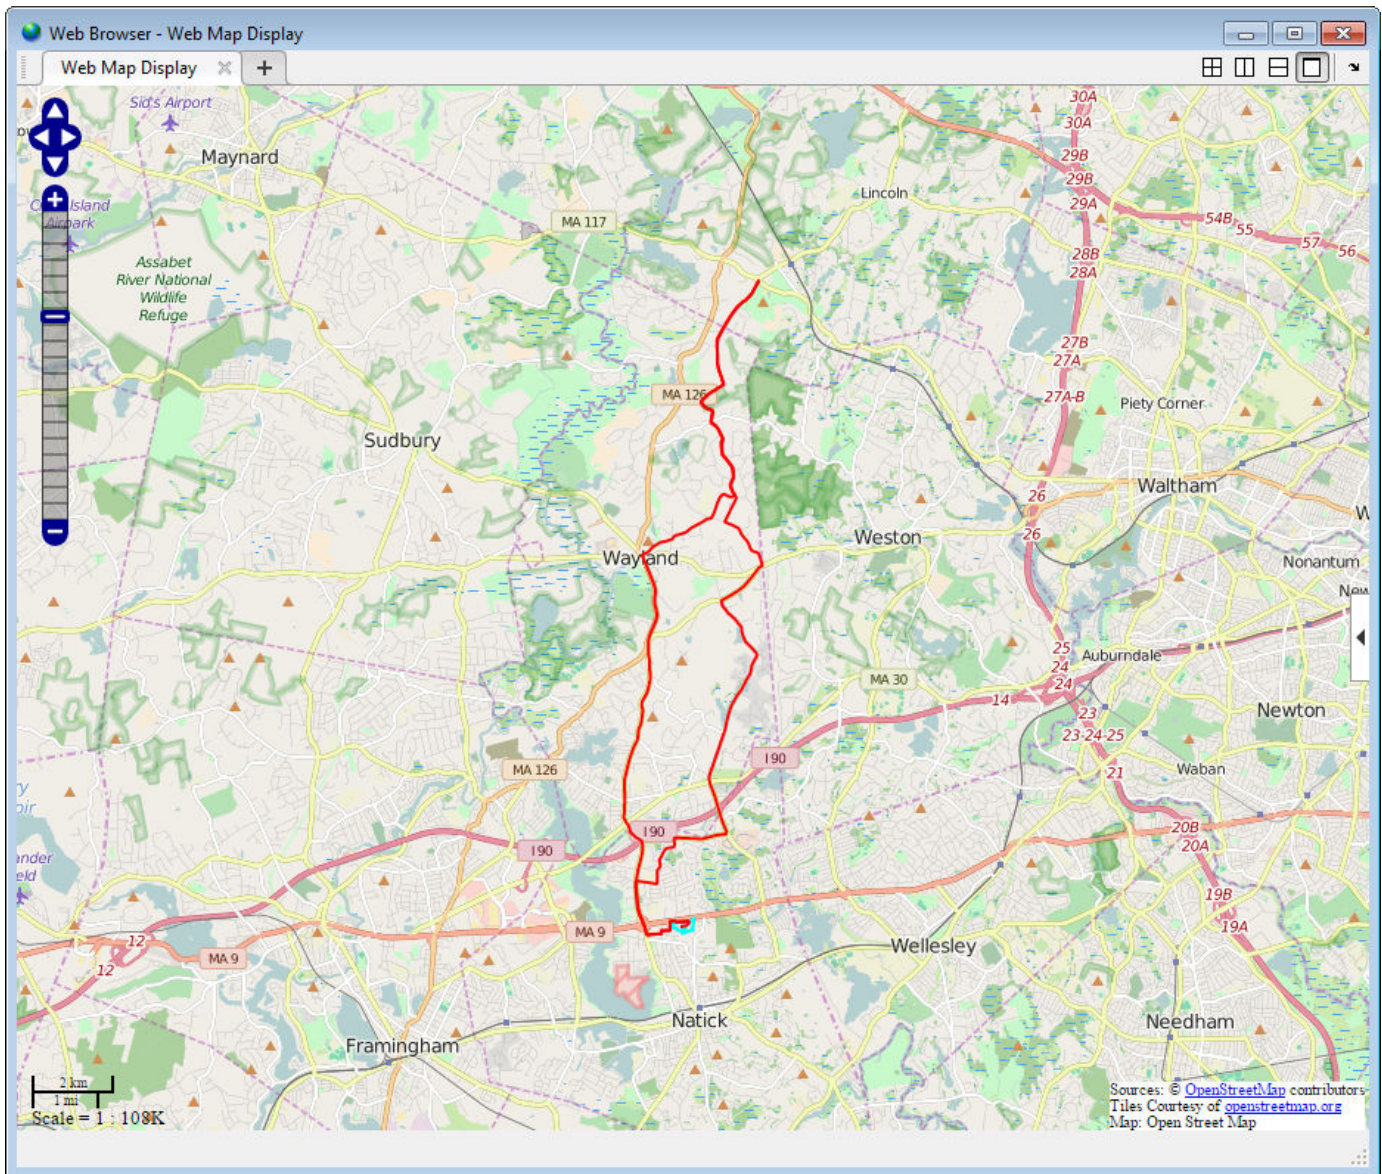 Web Browser - Web Map Display
Web Map Display
Sid's Airport
Maynard
Island
Airpark
Assabet
River National
Wildlife
Refuge
MA 117
Lincoln
30A
30A
29B
29B
29A
54B
55
57
56
28B
28A
27B
27A
27A-B
MA 126
Piety Corner
Sudbury
Waltham
26
26
Wayland
Weston
Nonantum
25
24
24
Auburndale
MA 30
14
Newton
23
23-24-25
I 90
MA 126
21
Waban
I 90
I 90
20B
20A
19B
19A
12
12
MA 9
MA 9
Wellesley
Natick
Needham
Framingham
2 km
1 mi
Scale = 1 : 108K
Sources: © OpenStreetMap contributors
Tiles Courtesy of openstreetmap.org
Map: Open Street Map